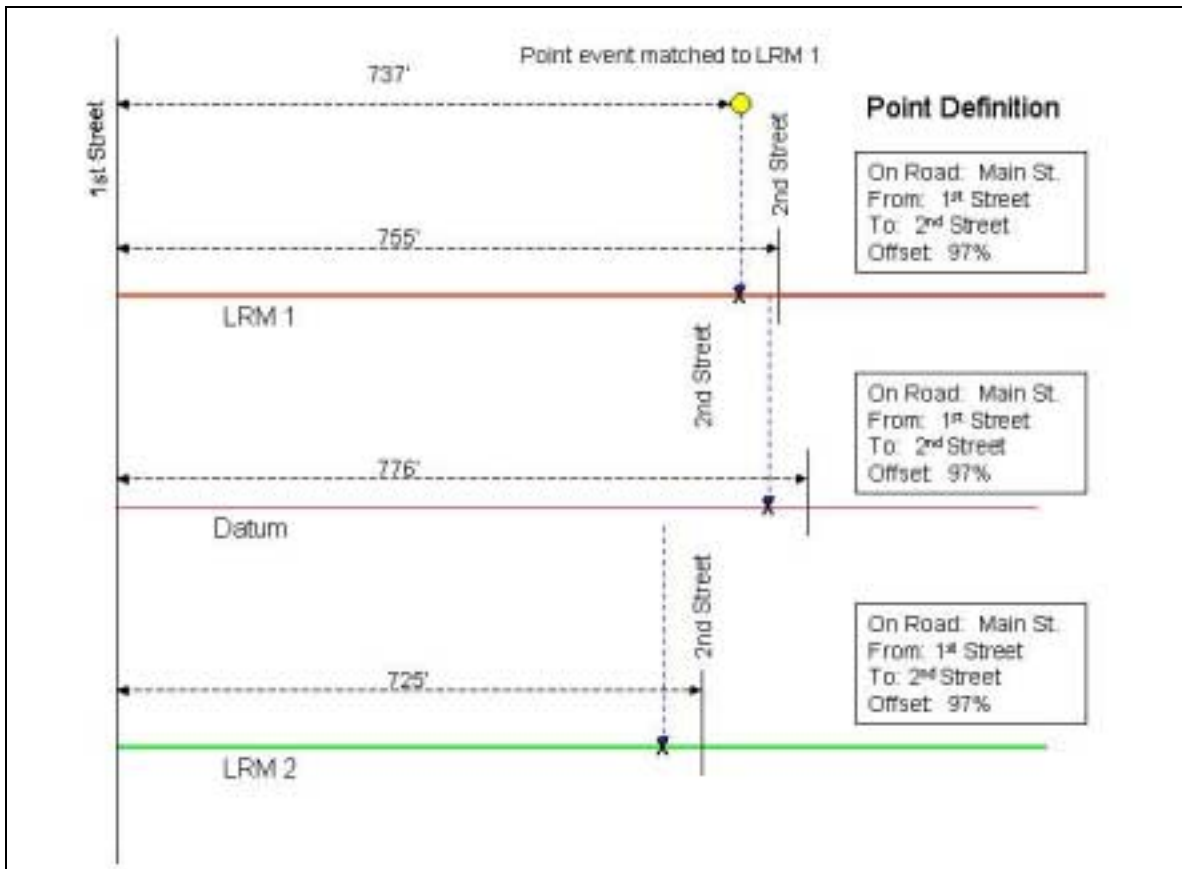 Point event matched to LRM 1
737'
1st Street
2nd Street
Point Definition
On Road: Main St.
From: 1st Street
To: 2nd Street
Offset: 97%
755'
LRM 1
2nd Street
On Road: Main St.
From: 1st Street
To: 2nd Street
Offset: 97%
776'
Datum
2nd Street
On Road: Main St.
From: 1st Street
To: 2nd Street
Offset: 97%
725'
LRM 2